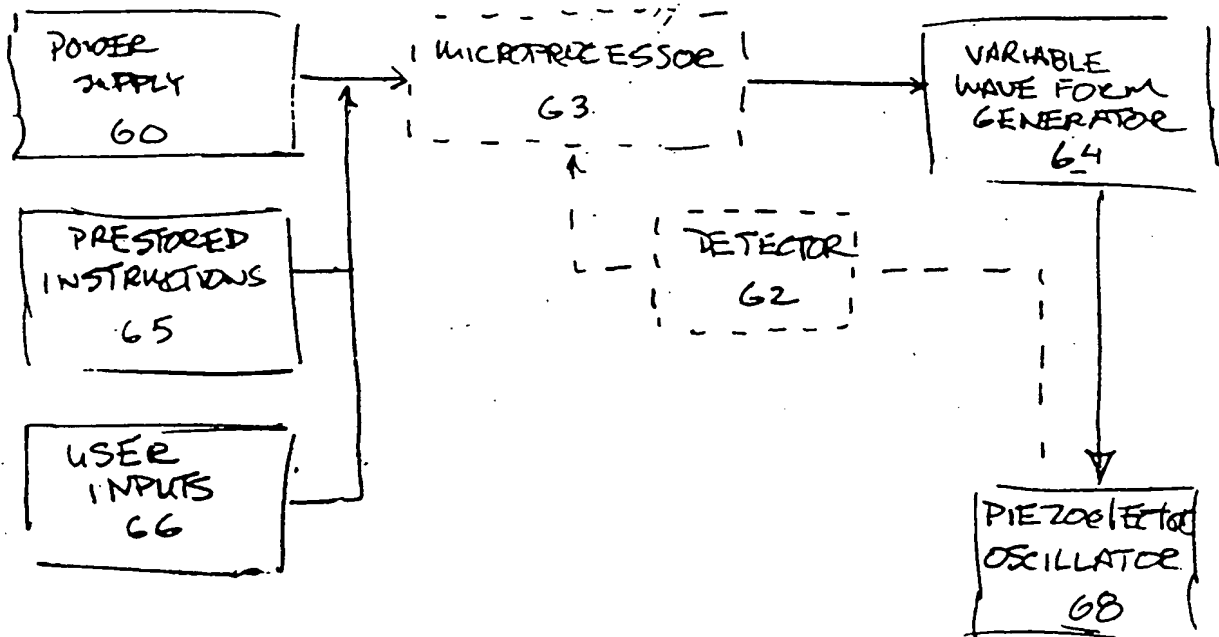 POWER
SUPPLY
60
MICROPROCESSOR
63
VARIABLE
WAVE FORM
GENERATOR
64
PRESTORED
INSTRUCTIONS
65
DETECTOR
62
USER
INPUTS
66
PIEZOelector
OSCILLATOR
68